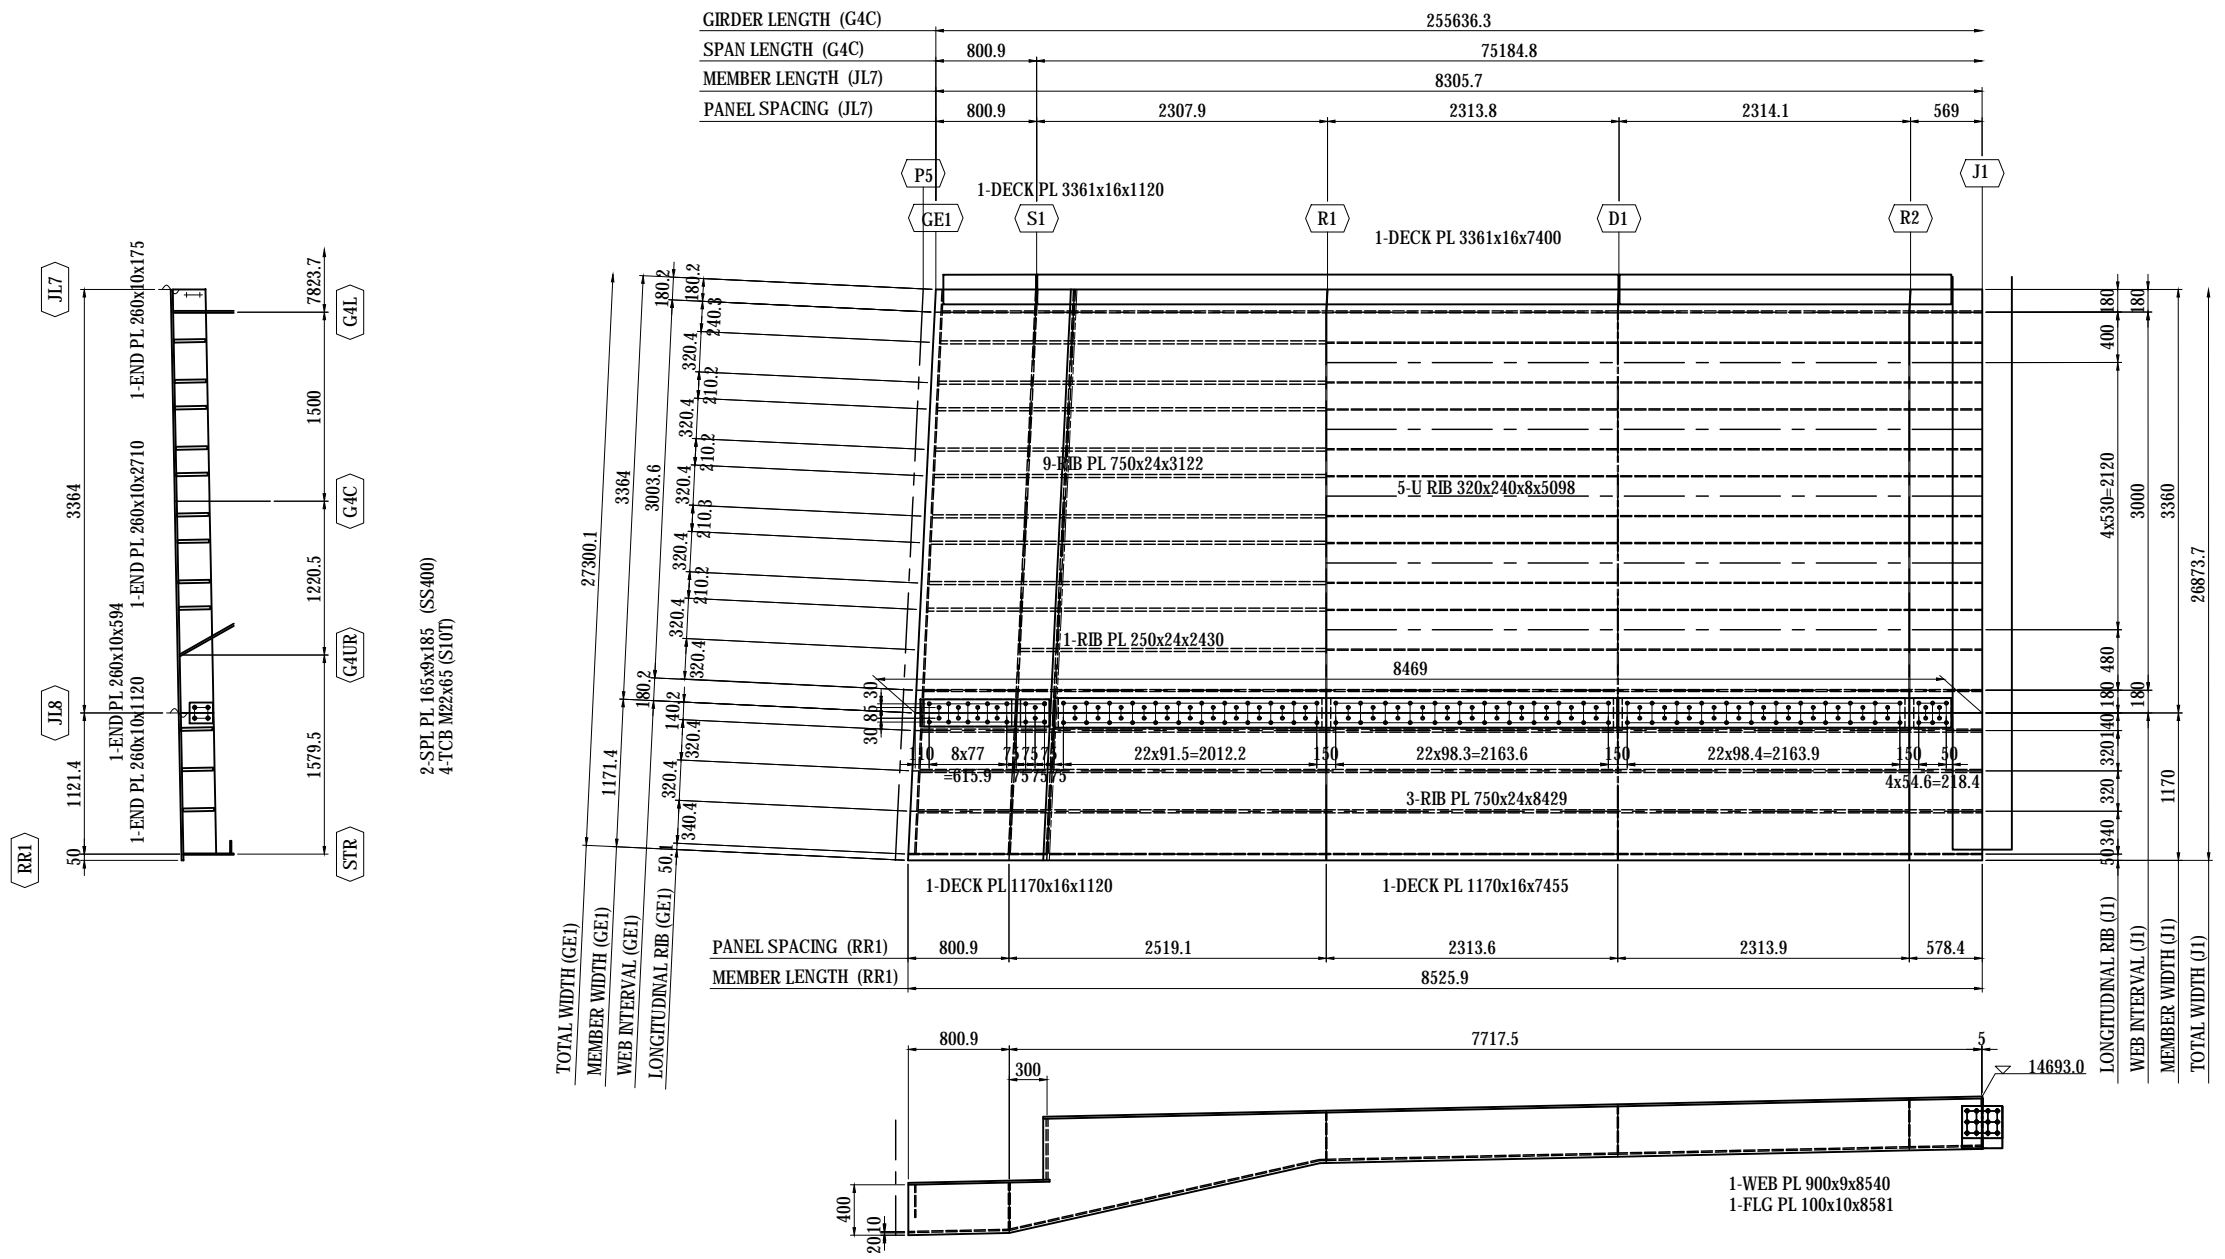 GIRDER LENGTH (G4C)
255636.3
SPAN LENGTH (G4C)
800.9
75184.8
MEMBER LENGTH (JL7)
8305.7
PANEL SPACING (JL7)
800.9
2307.9
2313.8
2314.1
569
P5
J1
1-DECK PL 3361x16x1120
GE1
S1
R1
D1
R2
1-DECK PL 3361x16x7400
JL7
JL8
RR1
3364
1121.4
50
1-END PL 260x10x175
1-END PL 260x10x2710
1-END PL 260x10x594
1-END PL 260x10x1120
7823.7
1500
1220.5
1579.5
G4L
G4C
G4UR
STR
2-SPL PL 165x9x185 (SS400)
4-TCB M22x65 (S10T)
27300.1
3364
1171.4
180.2
3003.6
180.2
180.2
240.3
320.4
210.2
320.4
210.2
320.4
210.3
320.4
210.2
320.4
320.4
140.2
320.4
320.4
340.4
50.1
TOTAL WIDTH (GE1)
MEMBER WIDTH (GE1)
WEB INTERVAL (GE1)
LONGITUDINAL RIB (GE1)
9-RIB PL 750x24x3122
5-U RIB 320x240x8x5098
1-RIB PL 250x24x2430
8469
30
85
30
110
8x77
=615.9
75
75
75
75
75
75
22x91.5=2012.2
150
22x98.3=2163.6
150
22x98.4=2163.9
150
50
4x54.6=218.4
3-RIB PL 750x24x8429
1-DECK PL 1170x16x1120
1-DECK PL 1170x16x7455
180
400
4x530=2120
480
180
140
320
320
340
50
180
3000
180
3360
1170
26873.7
LONGITUDINAL RIB (J1)
WEB INTERVAL (J1)
MEMBER WIDTH (J1)
TOTAL WIDTH (J1)
PANEL SPACING (RR1)
800.9
2519.1
2313.6
2313.9
578.4
MEMBER LENGTH (RR1)
8525.9
800.9
7717.5
5
300
14693.0
400
10
20
1-WEB PL 900x9x8540
1-FLG PL 100x10x8581